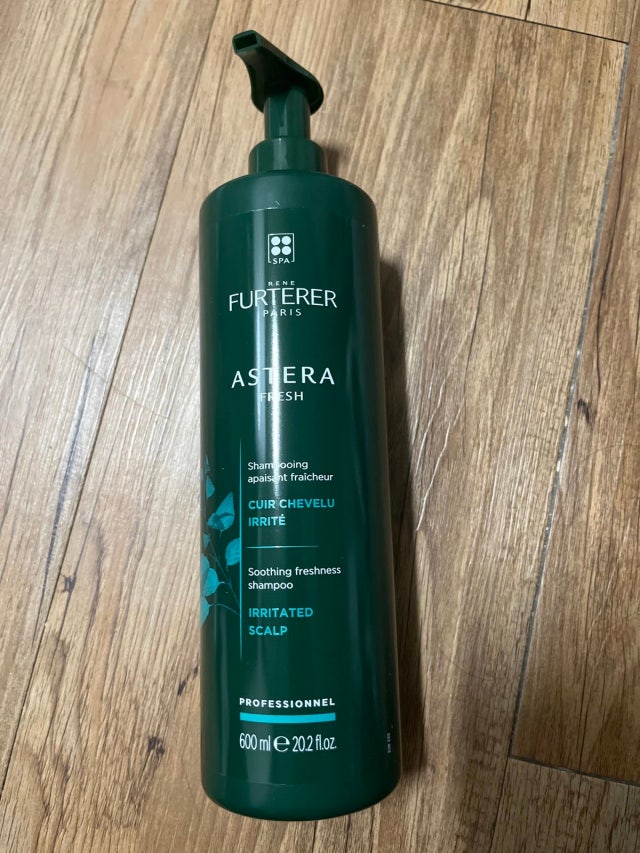 SPA
RENE
FURTERER
PARIS
ASTERA
FRESH
Shampooing
apaisant fraîcheur
CUIR CHEVELU
IRRITÉ
Soothing freshness
shampoo
IRRITATED
SCALP
PROFESSIONNEL
600 ml ℮ 20.2 fl.oz.